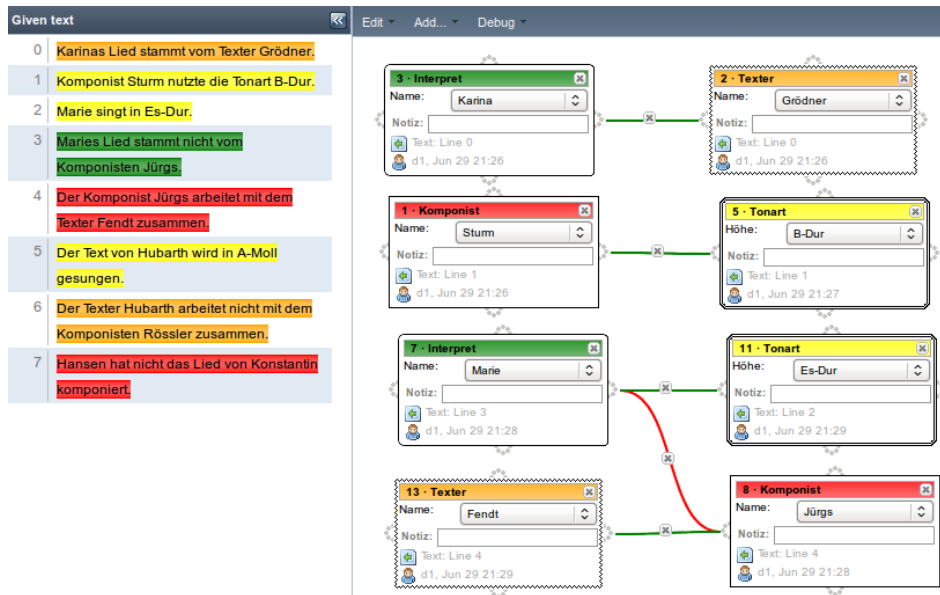 Given text
Edit Add... Debug
0 Karinas Lied stammt vom Texter Grödner.
1 Komponist Sturm nutzte die Tonart B-Dur.
2 Marie singt in Es-Dur.
3 Maries Lied stammt nicht vom
Komponisten Jürgs.
4 Der Komponist Jürgs arbeitet mit dem
Texter Fendt zusammen.
5 Der Text von Hubarth wird in A-Moll
gesungen.
6 Der Texter Hubarth arbeitet nicht mit dem
Komponisten Rössler zusammen.
7 Hansen hat nicht das Lied von Konstantin
komponiert.
3 · Interpret
Name: Karina
Notiz:
Text: Line 0
d1, Jun 29 21:26
2 · Texter
Name: Grödner
Notiz:
Text: Line 0
d1, Jun 29 21:26
1 · Komponist
Name: Sturm
Notiz:
Text: Line 1
d1, Jun 29 21:26
5 · Tonart
Höhe: B-Dur
Notiz:
Text: Line 1
d1, Jun 29 21:27
7 · Interpret
Name: Marie
Notiz:
Text: Line 3
d1, Jun 29 21:28
11 · Tonart
Höhe: Es-Dur
Notiz:
Text: Line 2
d1, Jun 29 21:29
13 · Texter
Name: Fendt
Notiz:
Text: Line 4
d1, Jun 29 21:29
8 · Komponist
Name: Jürgs
Notiz:
Text: Line 4
d1, Jun 29 21:28